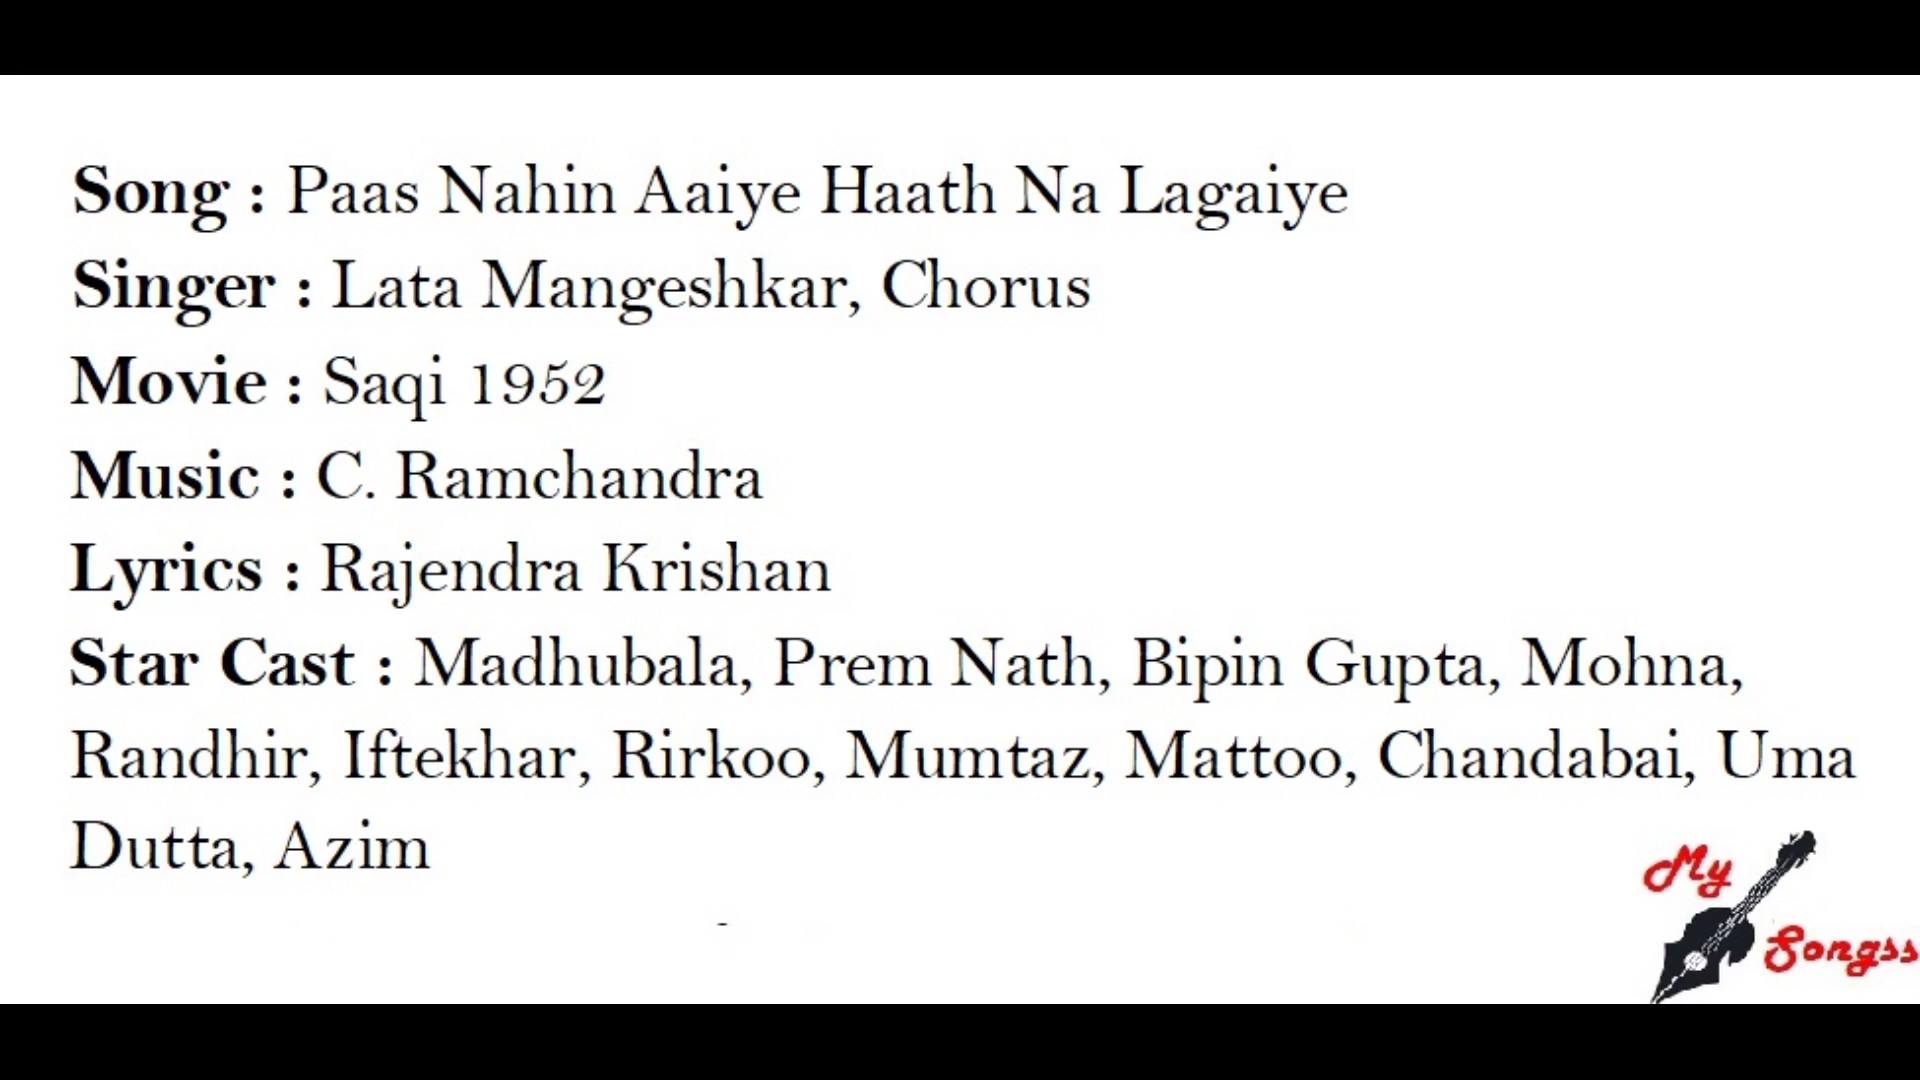 Song : Paas Nahin Aaiye Haath Na Lagaiye
Singer : Lata Mangeshkar, Chorus
Movie : Saqi 1952
Music : C. Ramchandra
Lyrics : Rajendra Krishan
Star Cast : Madhubala, Prem Nath, Bipin Gupta, Mohna,
Randhir, Iftekhar, Rirkoo, Mumtaz, Mattoo, Chandabai, Uma
Dutta, Azim
My
Songss